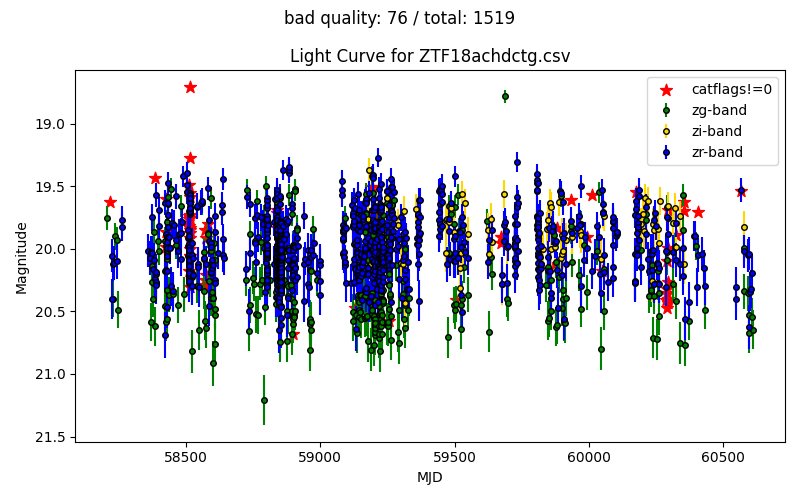 bad quality: 76 / total: 1519
Light Curve for ZTF18achdctg.csv
catflags!=0
zg-band
zi-band
zr-band
19.0
19.5
20.0
20.5
21.0
21.5
Magnitude
58500 59000 59500 60000 60500
MJD